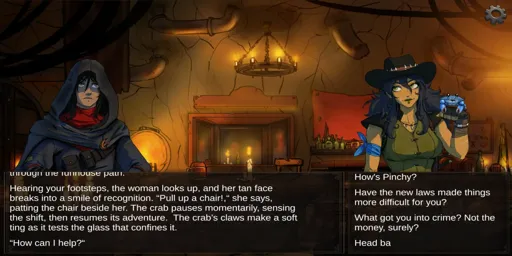 through the funhouse path.
Hearing your footsteps, the woman looks up, and her tan face
breaks into a smile of recognition. "Pull up a chair!," she says,
patting the chair beside her. The crab pauses momentarily, sensing
the shift, then resumes its adventure.  The crab's claws make a soft
ting as it tests the glass that confines it.
"How can I help?"
How's Pinchy?
Have the new laws made things
more difficult for you?
What got you into crime? Not the
money, surely?
Head ba